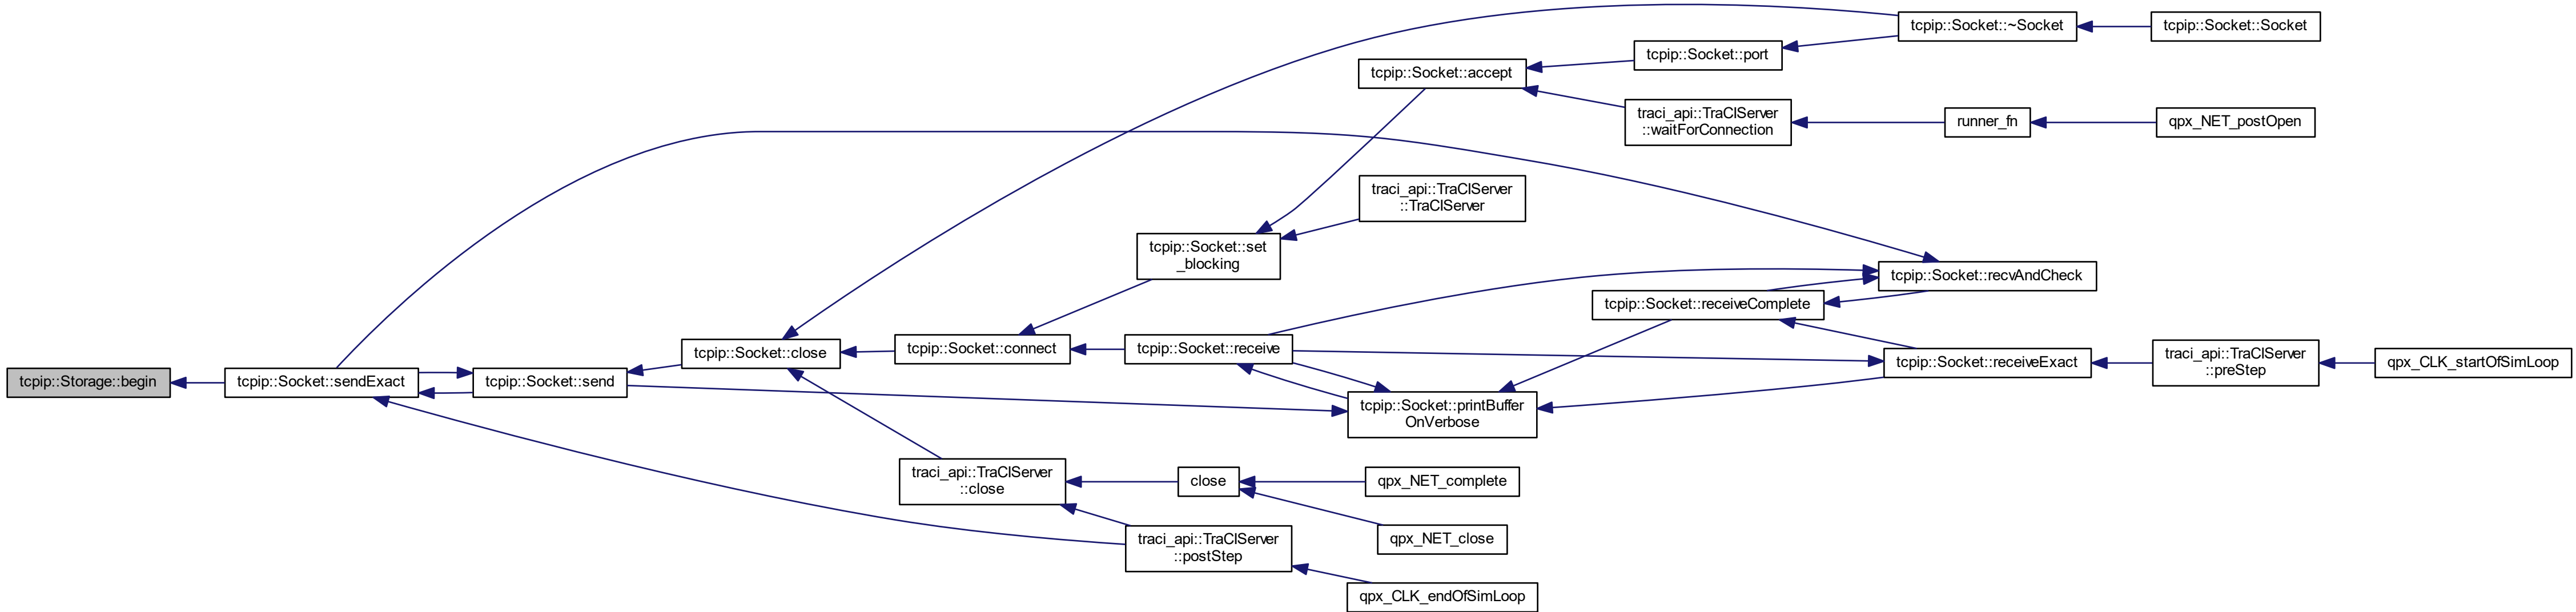 tcpip::Storage::begin
tcpip::Socket::sendExact
tcpip::Socket::send
tcpip::Socket::close
tcpip::Socket::~Socket
tcpip::Socket::Socket
tcpip::Socket::port
tcpip::Socket::accept
traci_api::TraCIServer
::waitForConnection
runner_fn
qpx_NET_postOpen
traci_api::TraCIServer
::TraCIServer
tcpip::Socket::set
_blocking
tcpip::Socket::connect
tcpip::Socket::receive
tcpip::Socket::recvAndCheck
tcpip::Socket::receiveComplete
tcpip::Socket::receiveExact
traci_api::TraCIServer
::preStep
qpx_CLK_startOfSimLoop
tcpip::Socket::printBuffer
OnVerbose
traci_api::TraCIServer
::close
close
qpx_NET_complete
qpx_NET_close
traci_api::TraCIServer
::postStep
qpx_CLK_endOfSimLoop